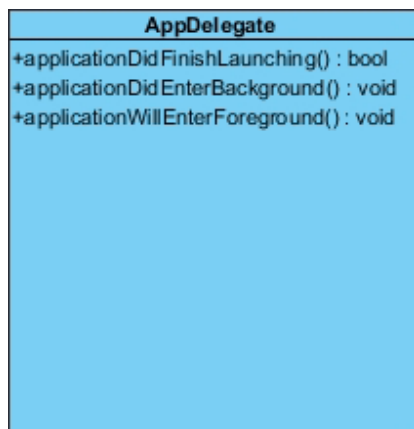 AppDelegate
+applicationDidFinishLaunching() : bool
+applicationDidEnterBackground() : void
+applicationWillEnterForeground() : void